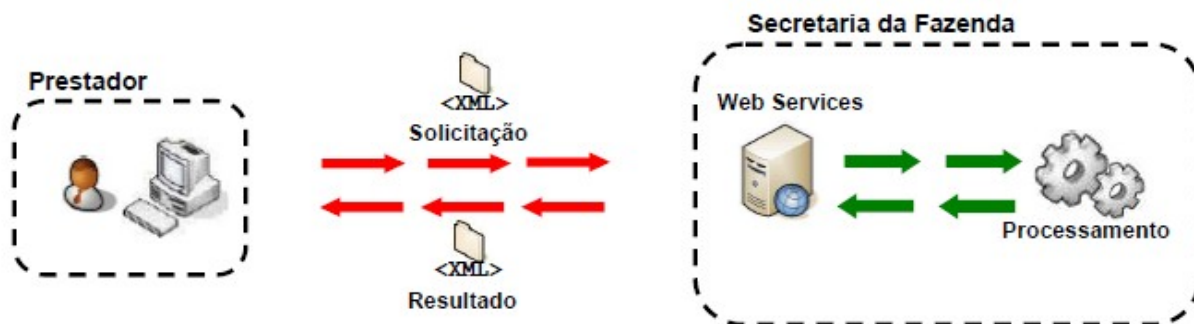 Secretaria da Fazenda
Prestador
<XML>
Solicitação
Web Services
Processamento
<XML>
Resultado